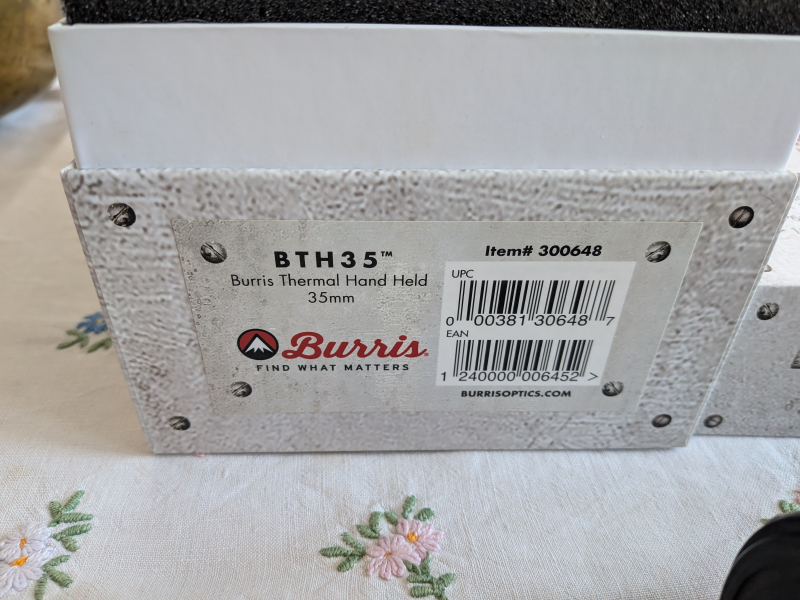 BTH35™
Burris Thermal Hand Held
35mm
Burris®
FIND WHAT MATTERS
Item# 300648
UPC
0 00381 30648 7
EAN
1 240000 006452 >
BURRISOPTICS.COM